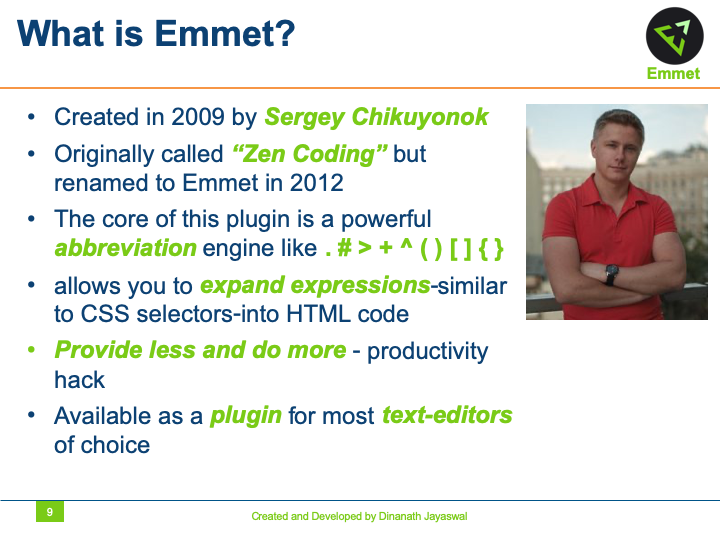 What is Emmet?
Emmet
• Created in 2009 by Sergey Chikuyonok
• Originally called “Zen Coding” but
renamed to Emmet in 2012
• The core of this plugin is a powerful
abbreviation engine like . # > + ^ ( ) [ ] { }
• allows you to expand expressions-similar
to CSS selectors-into HTML code
• Provide less and do more - productivity
hack
• Available as a plugin for most text-editors
of choice
9
Created and Developed by Dinanath Jayaswal